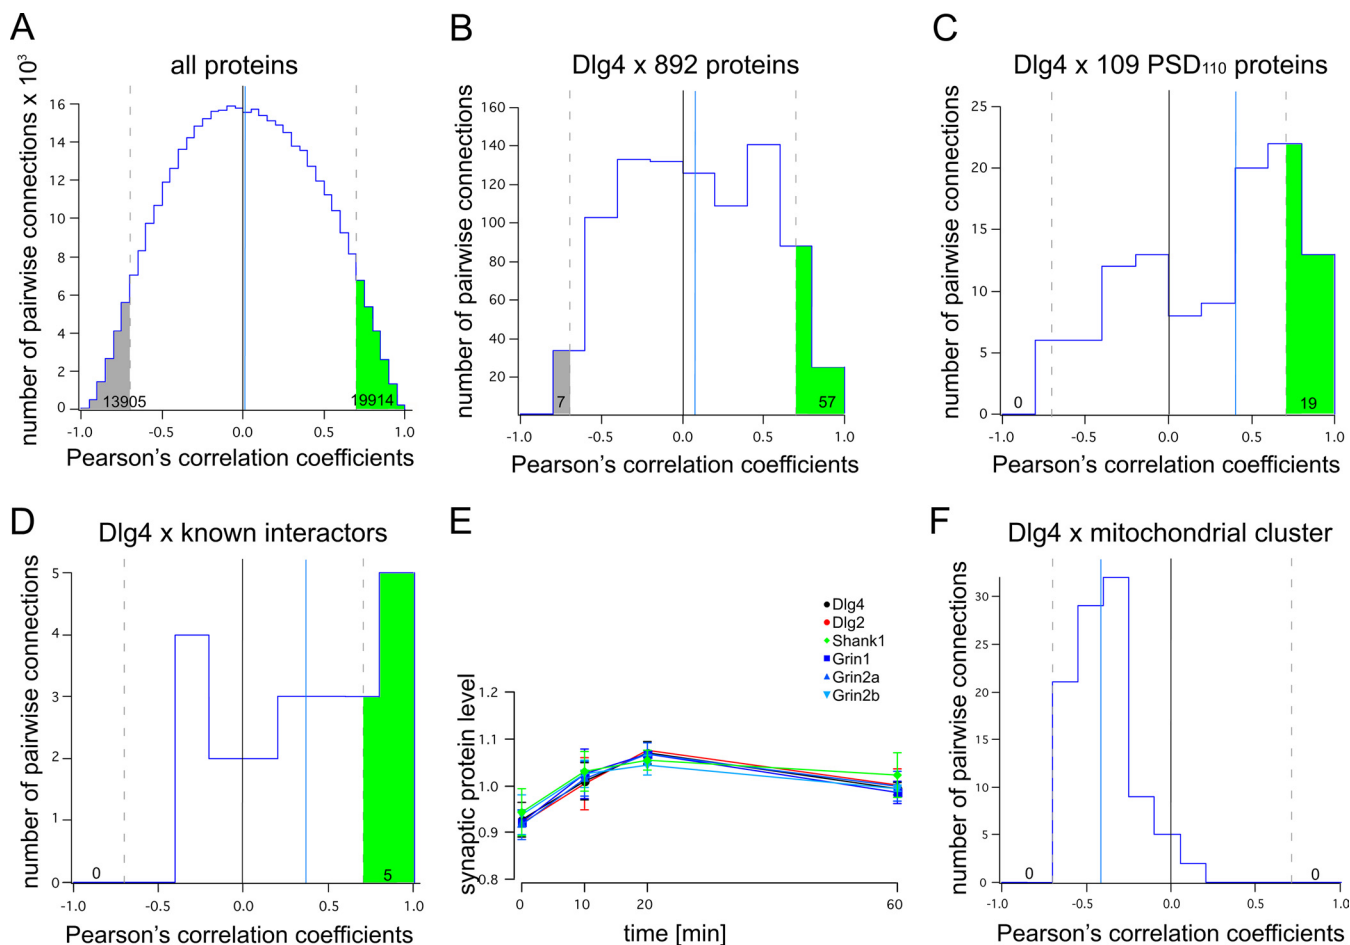 A
all proteins
number of pairwise connections x 10³
16
14
12
10
8
6
4
2
0
13905
19914
-1.0
-0.5
0.0
0.5
1.0
Pearson's correlation coefficients
B
Dlg4 x 892 proteins
number of pairwise connections
160
140
120
100
80
60
40
20
7
57
-1.0
-0.5
0.0
0.5
1.0
Pearson's correlation coefficients
C
Dlg4 x 109 PSD₁₁₀ proteins
number of pairwise connections
25
20
15
10
5
0
0
19
-1.0
-0.5
0.0
0.5
1.0
Pearson's correlation coefficients
D
Dlg4 x known interactors
number of pairwise connections
5
4
3
2
1
0
0
5
-1.0
-0.5
0.0
0.5
1.0
Pearson's correlation coefficients
E
Dlg4
Dlg2
Shank1
Grin1
Grin2a
Grin2b
synaptic protein level
1.2
1.1
1.0
0.9
0.8
0
10
20
60
time [min]
F
Dlg4 x mitochondrial cluster
number of pairwise connections
30
25
20
15
10
5
0
0
0
-1.0
-0.5
0.0
0.5
1.0
Pearson's correlation coefficients